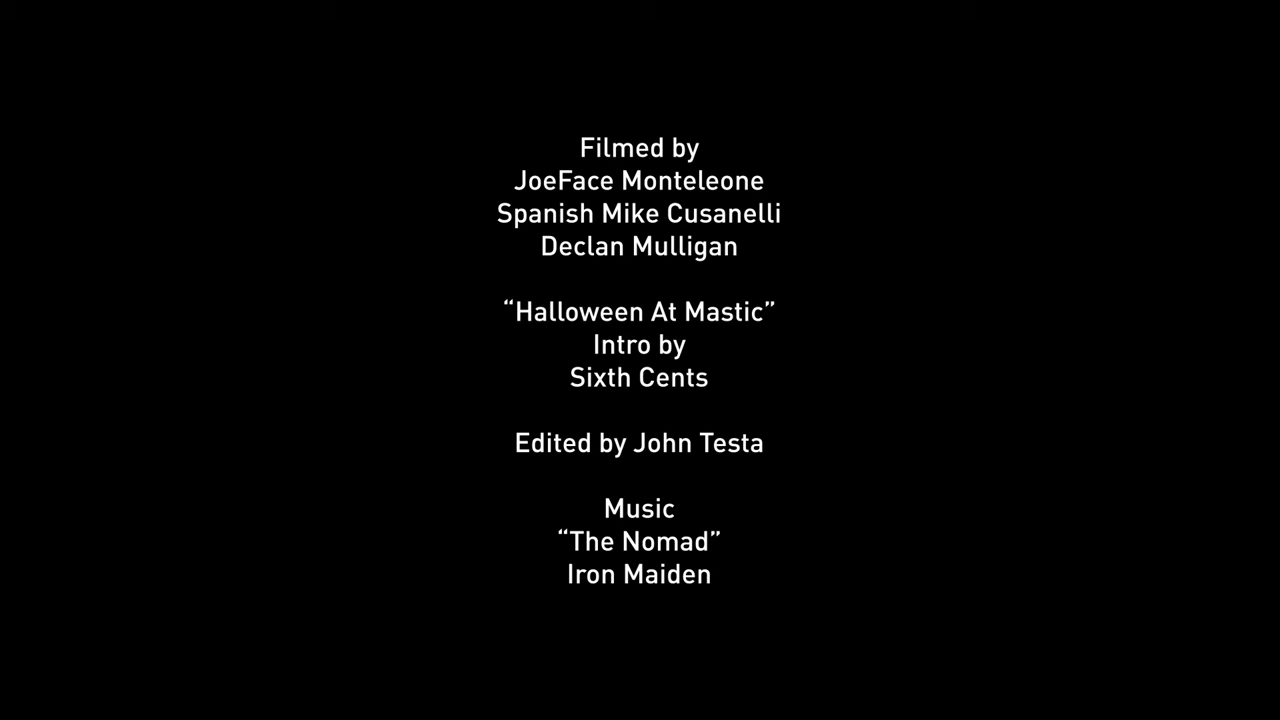 Filmed by
JoeFace Monteleone
Spanish Mike Cusanelli
Declan Mulligan
“Halloween At Mastic”
Intro by
Sixth Cents
Edited by John Testa
Music
“The Nomad”
Iron Maiden